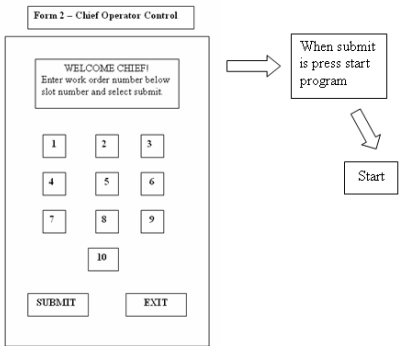 Form 2 – Chief Operator Control
WELCOME CHIEF!
Enter work order number below
slot number and select submit.
1 2 3
4 5 6
7 8 9
10
SUBMIT EXIT
When submit
is press start
program
Start